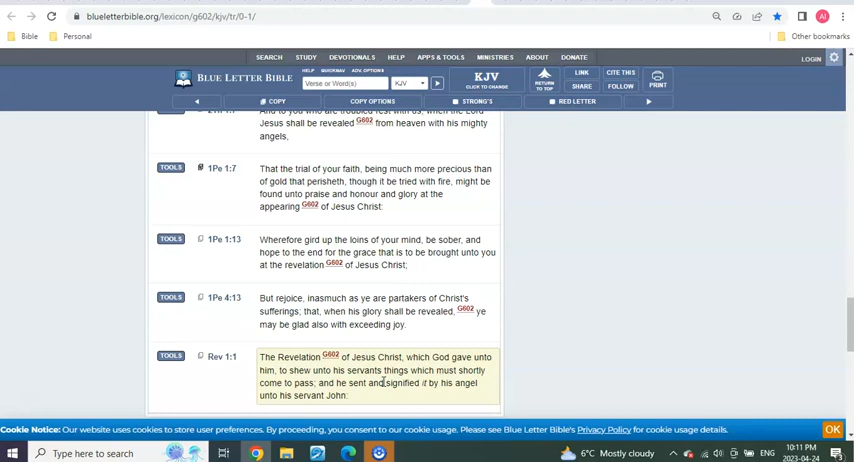 blueletterbible.org/lexicon/g602/kjv/tr/0-1/
Bible
Personal
Other bookmarks
SEARCH STUDY DEVOTIONALS HELP APPS & TOOLS MINISTRIES ABOUT DONATE
LOGIN
BLUE LETTER BIBLE
HELP QUICKNAV ADV. OPTIONS
Verse or Word(s)
KJV
KJV
CLICK TO CHANGE
RETURN
TO TOP
LINK
CITE THIS
SHARE
FOLLOW
PRINT
COPY
COPY OPTIONS
STRONG'S
RED LETTER
And to you who are troubled rest with us, when the Lord
Jesus shall be revealed G602 from heaven with his mighty
angels,
TOOLS
1Pe 1:7
That the trial of your faith, being much more precious than
of gold that perisheth, though it be tried with fire, might be
found unto praise and honour and glory at the
appearing G602 of Jesus Christ:
TOOLS
1Pe 1:13
Wherefore gird up the loins of your mind, be sober, and
hope to the end for the grace that is to be brought unto you
at the revelation G602 of Jesus Christ;
TOOLS
1Pe 4:13
But rejoice, inasmuch as ye are partakers of Christ's
sufferings; that, when his glory shall be revealed, G602 ye
may be glad also with exceeding joy.
TOOLS
Rev 1:1
The Revelation G602 of Jesus Christ, which God gave unto
him, to shew unto his servants things which must shortly
come to pass; and he sent and signified it by his angel
unto his servant John:
Cookie Notice: Our website uses cookies to store user preferences. By proceeding, you consent to our cookie usage. Please see Blue Letter Bible's Privacy Policy for cookie usage details.
OK
Type here to search
6°C Mostly cloudy
ENG
10:11 PM
2023-04-24